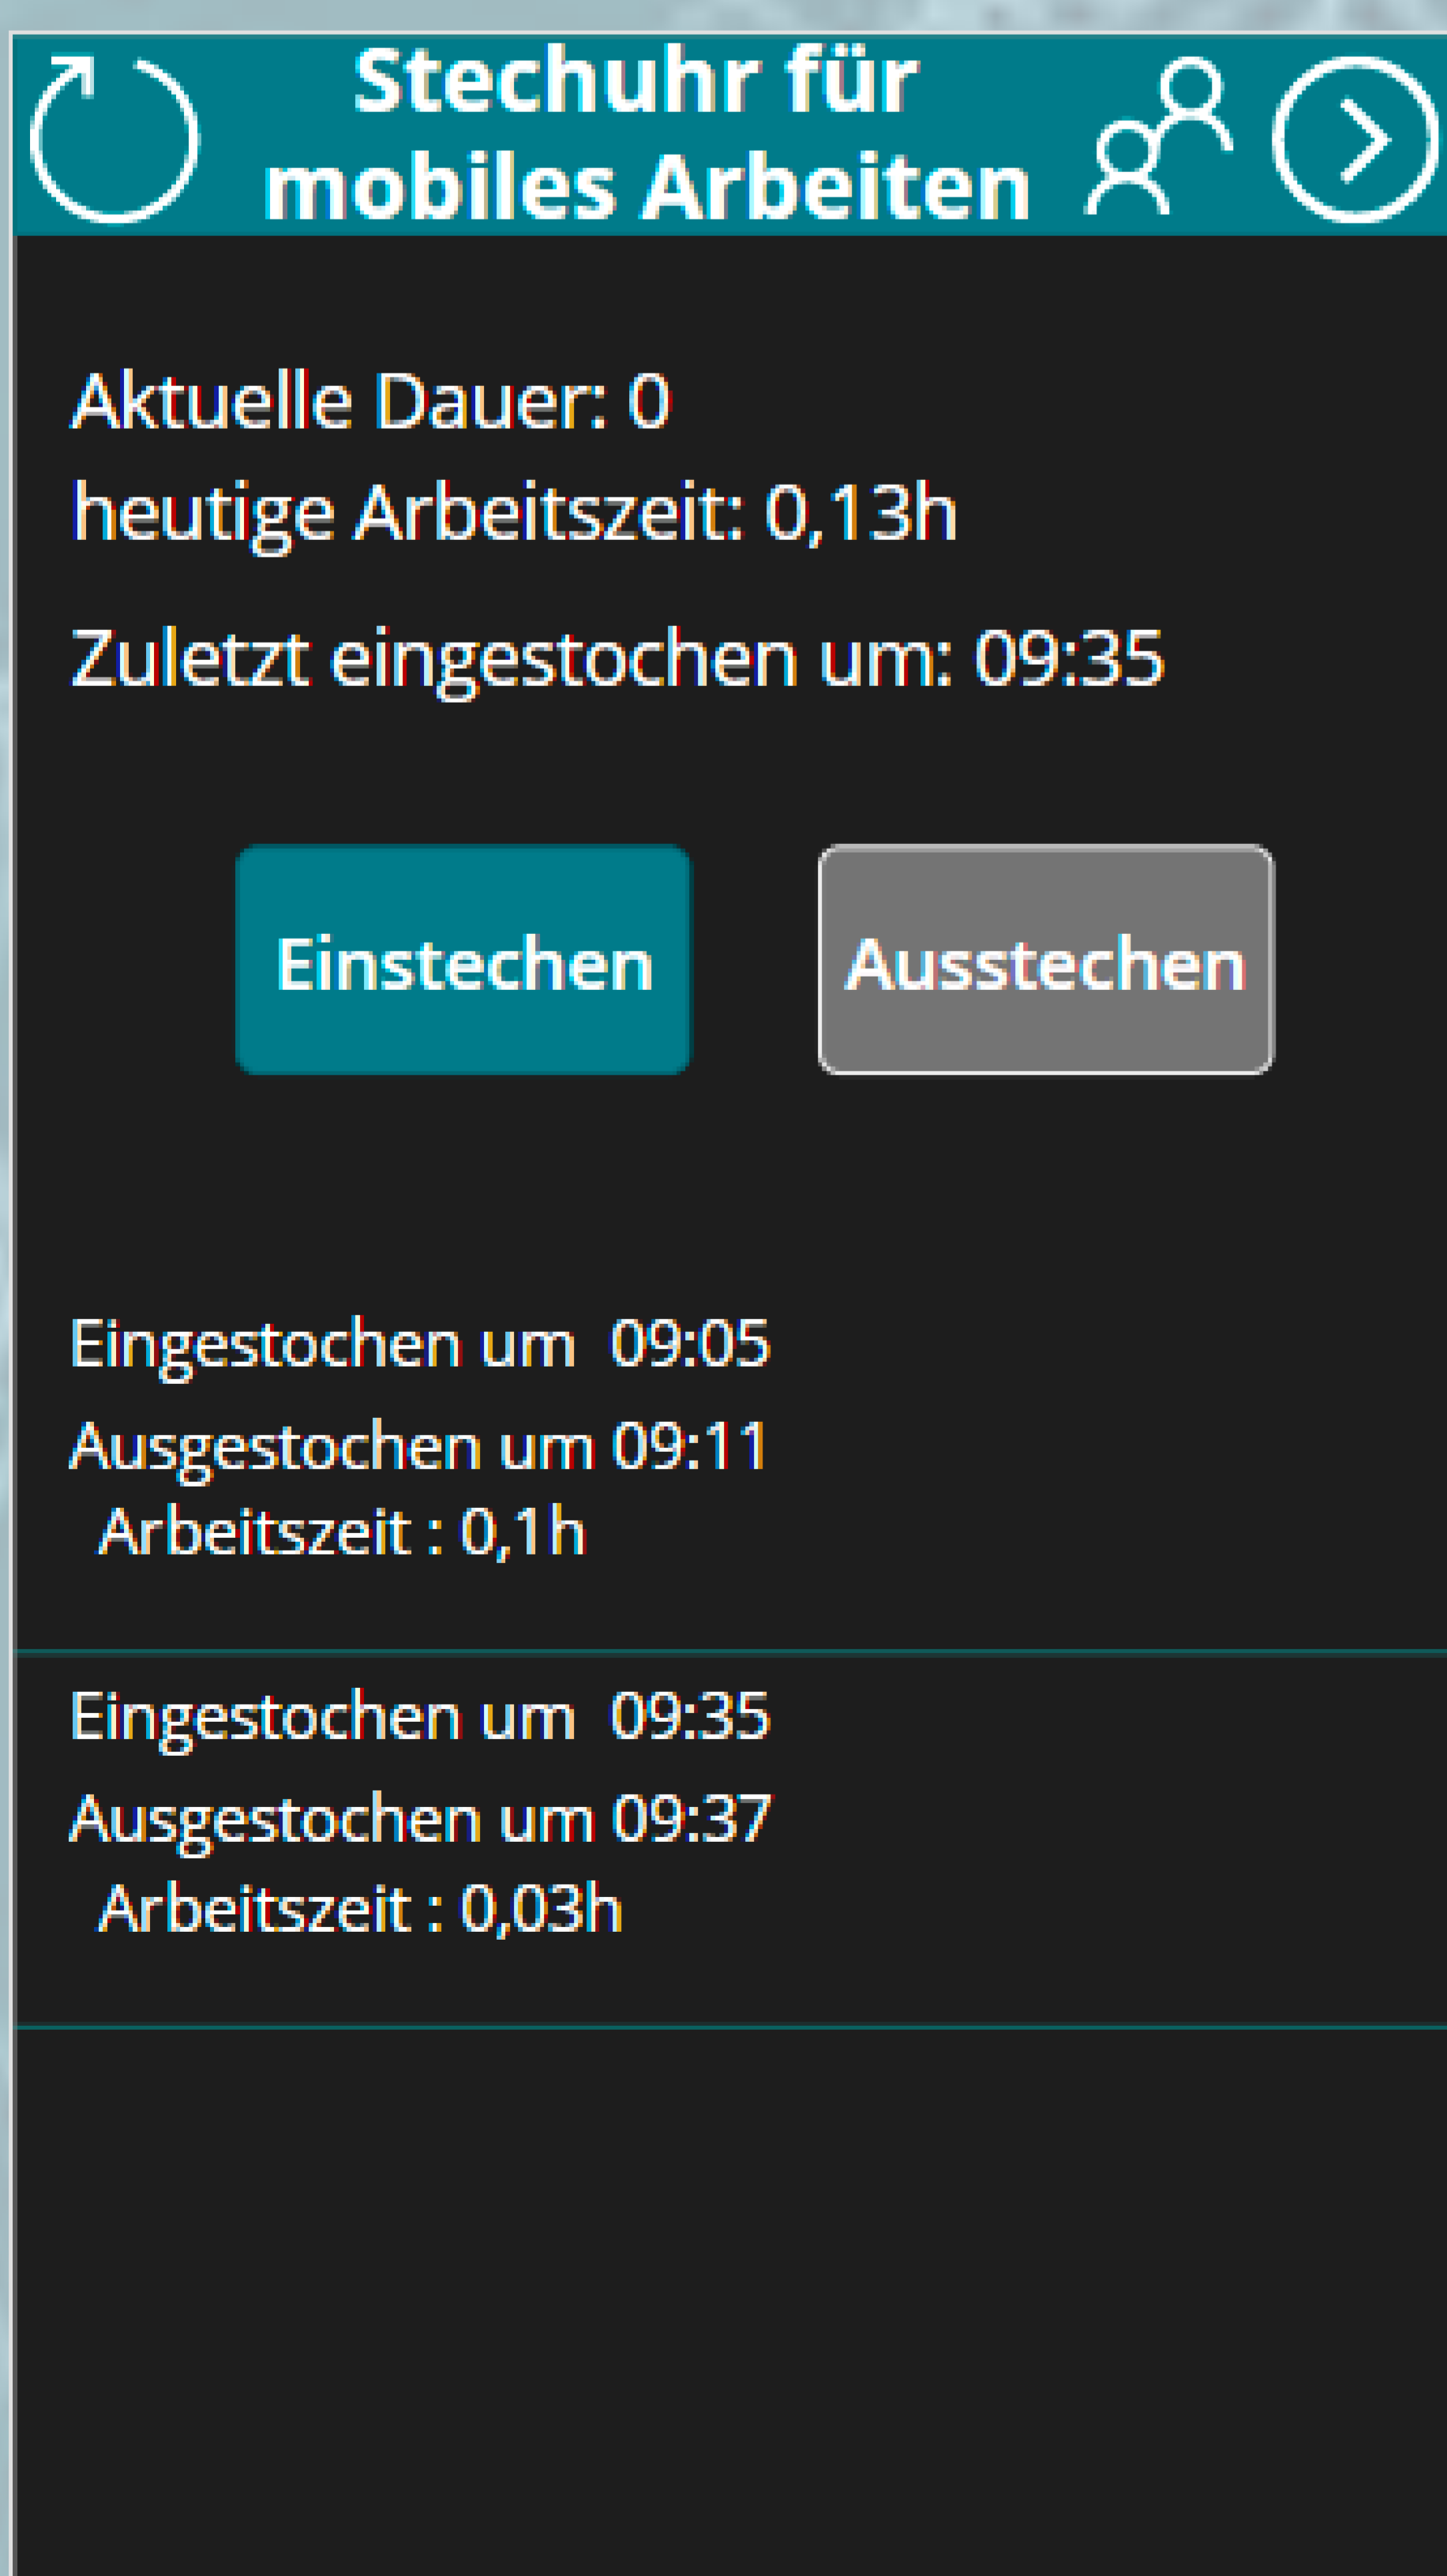 Stechuhr für
mobiles Arbeiten
Aktuelle Dauer: 0
heutige Arbeitszeit: 0,13h
Zuletzt eingestochen um: 09:35
Einstechen
Ausstechen
Eingestochen um  09:05
Ausgestochen um 09:11
Arbeitszeit : 0,1h
Eingestochen um  09:35
Ausgestochen um 09:37
Arbeitszeit : 0,03h